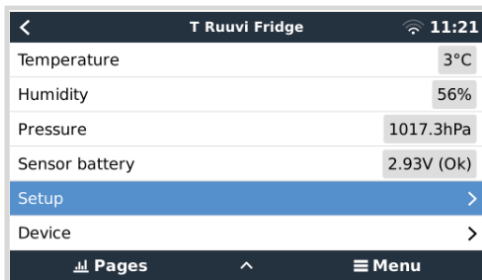 T Ruuvi Fridge 11:21
Temperature 3°C
Humidity 56%
Pressure 1017.3hPa
Sensor battery 2.93V (Ok)
Setup
Device
Pages Menu